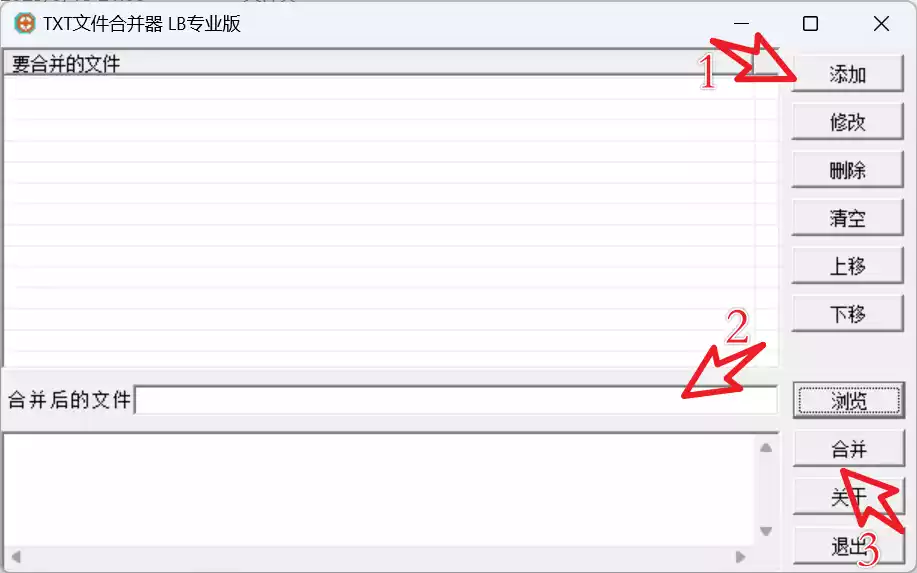 TXT文件合并器 LB专业版
要合并的文件
1
添加
修改
删除
清空
上移
下移
2
合并后的文件
浏览
合并
关于
退出
3